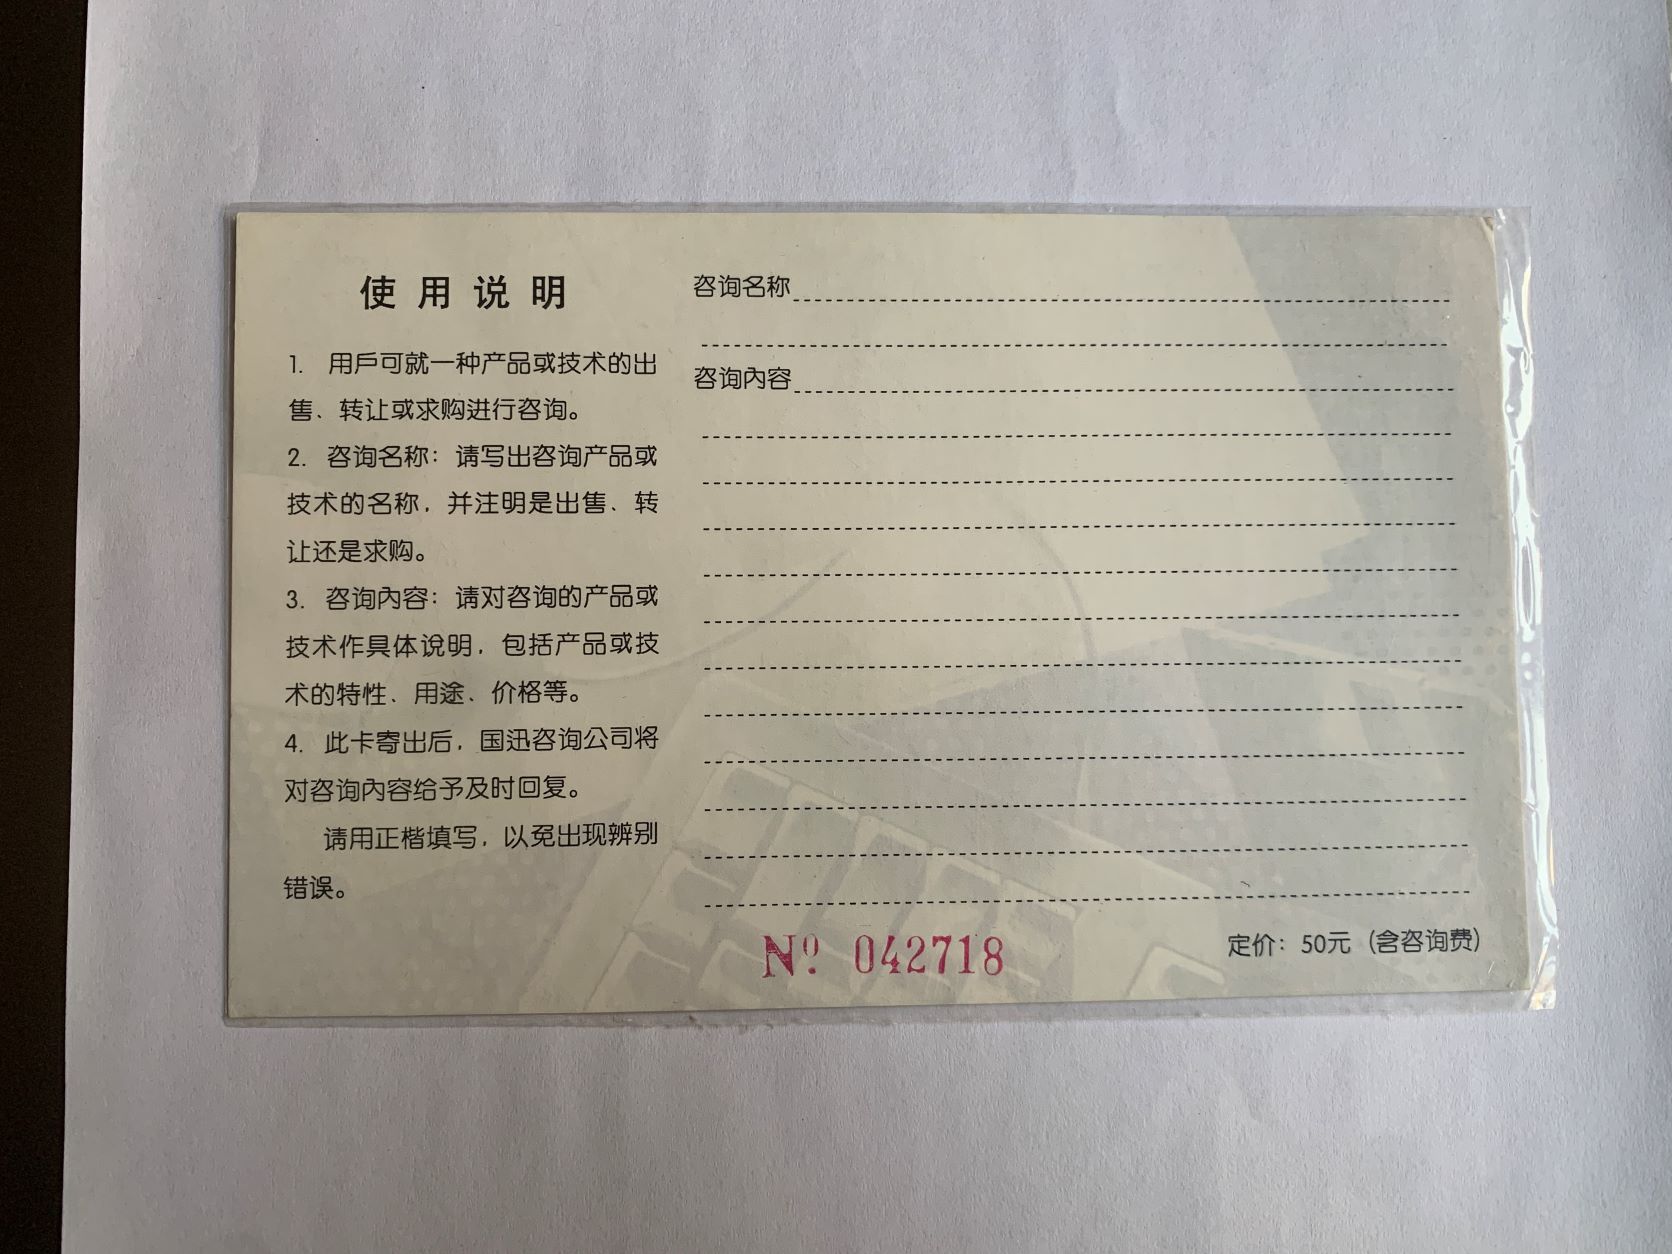 使用说明
1. 用戶可就一种产品或技术的出
售、转让或求购进行咨询。
2. 咨询名称：请写出咨询产品或
技术的名称，并注明是出售、转
让还是求购。
3. 咨询内容：请对咨询的产品或
技术作具体说明，包括产品或技
术的特性、用途、价格等。
4. 此卡寄出后，国迅咨询公司将
对咨询内容给予及时回复。
请用正楷填写，以免出现辨别
错误。
咨询名称
咨询内容
№ 042718
定价：50元（含咨询费）